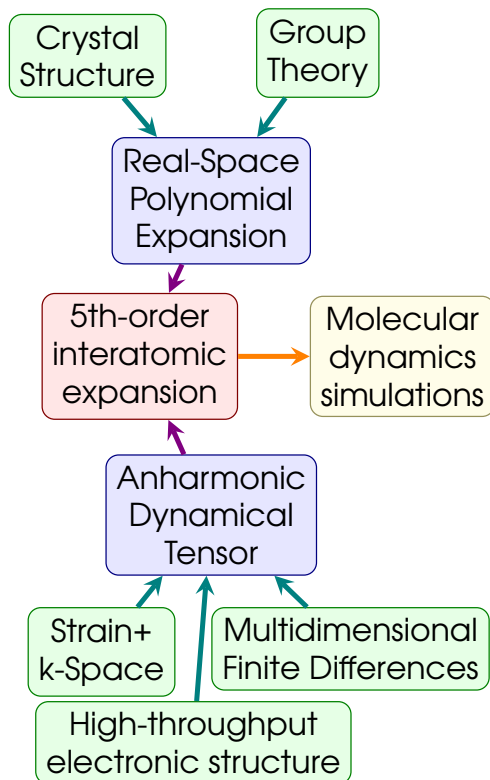 Crystal
Structure
Group
Theory
Real-Space
Polynomial
Expansion
5th-order
interatomic
expansion
Molecular
dynamics
simulations
Anharmonic
Dynamical
Tensor
Strain+
k-Space
Multidimensional
Finite Differences
High-throughput
electronic structure